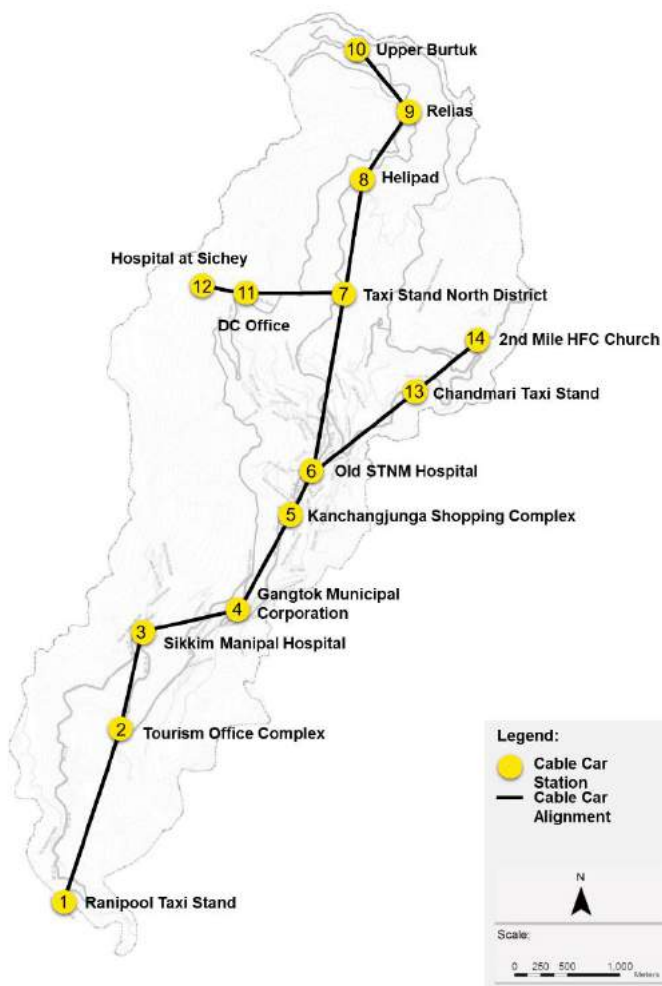 10 Upper Burtuk
9 Relias
8 Helipad
Hospital at Sichey
12 11 7 Taxi Stand North District
DC Office
14 2nd Mile HFC Church
13 Chandmari Taxi Stand
6 Old STNM Hospital
5 Kanchangjunga Shopping Complex
4 Gangtok Municipal
Corporation
3 Sikkim Manipal Hospital
2 Tourism Office Complex
1 Ranipool Taxi Stand
Legend:
Cable Car
Station
Cable Car
Alignment
N
Scale:
0 250 500 1,000
Meters